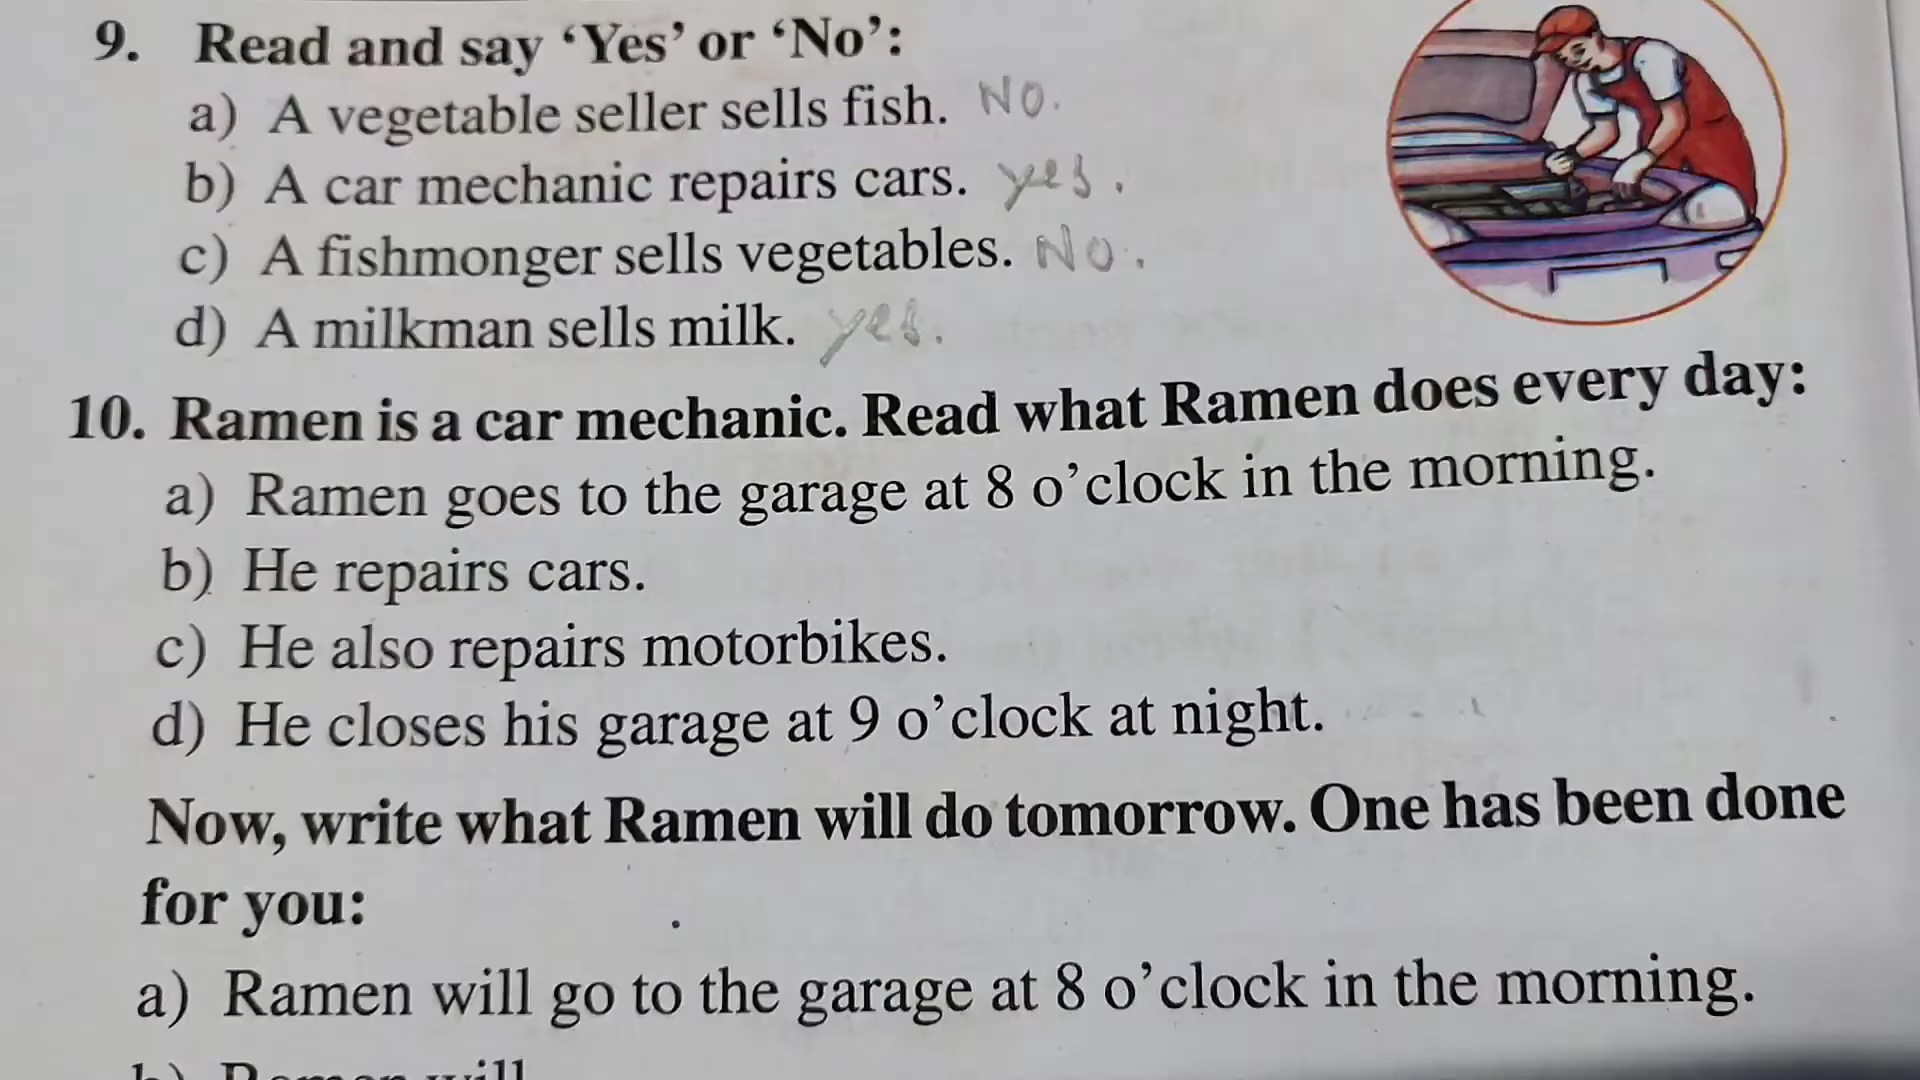 9. Read and say ‘Yes’ or ‘No’:
a) A vegetable seller sells fish. NO.
b) A car mechanic repairs cars. yes.
c) A fishmonger sells vegetables. No.
d) A milkman sells milk. yes.
10. Ramen is a car mechanic. Read what Ramen does every day:
a) Ramen goes to the garage at 8 o’clock in the morning.
b) He repairs cars.
c) He also repairs motorbikes.
d) He closes his garage at 9 o’clock at night.
Now, write what Ramen will do tomorrow. One has been done
for you:
a) Ramen will go to the garage at 8 o’clock in the morning.
b) Ramen will